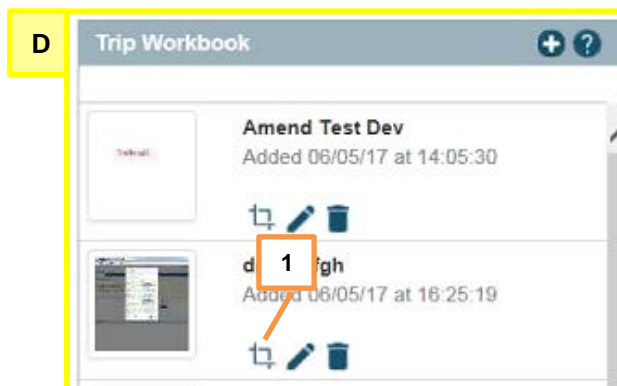 D
Trip Workbook
Amend Test Dev
Added 06/05/17 at 14:05:30
1
Added 06/05/17 at 16:25:19